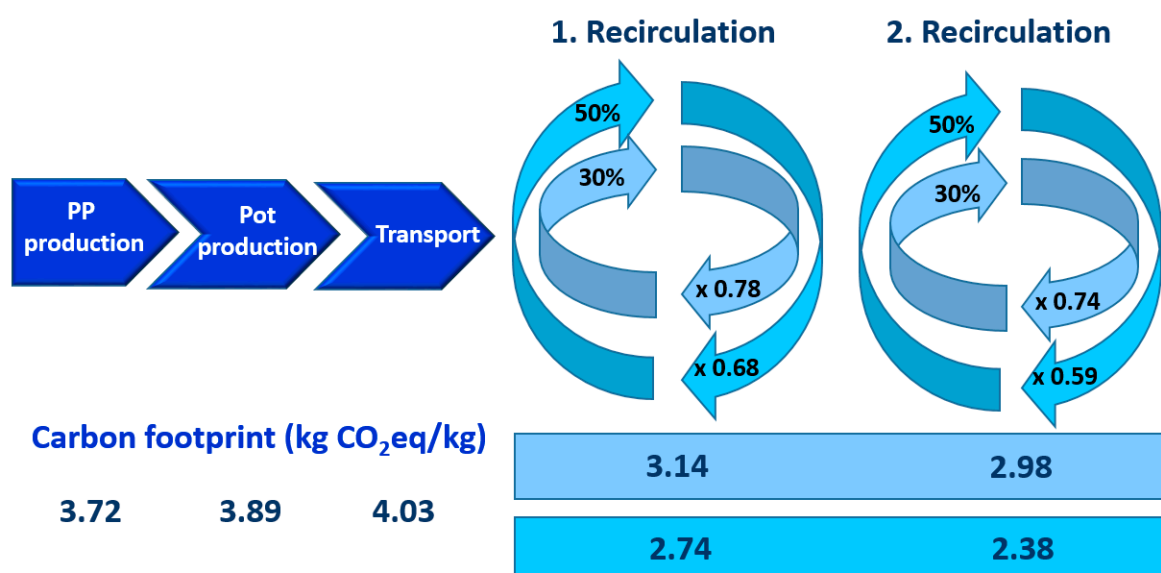 1. Recirculation
2. Recirculation
50%
50%
30%
30%
PP
production
Pot
production
Transport
x 0.78
x 0.74
x 0.68
x 0.59
Carbon footprint (kg CO₂eq/kg)
3.14
2.98
3.72
3.89
4.03
2.74
2.38